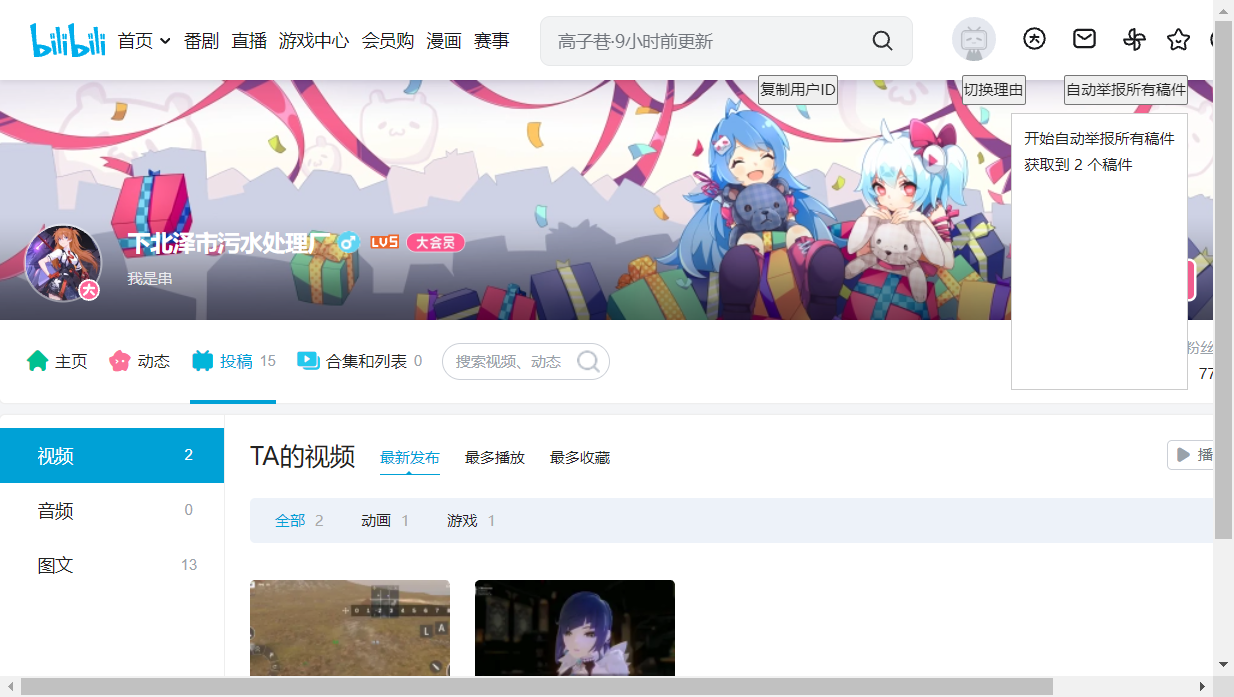 bilibili 首页 番剧 直播 游戏中心 会员购 漫画 赛事 高子巷·9小时前更新
复制用户ID 切换理由 自动举报所有稿件
开始自动举报所有稿件
获取到 2 个稿件
下北泽市污水处理厂 LV5 大会员
我是串
主页 动态 投稿 15 合集和列表 0 搜索视频、动态 粉丝
77
视频 2
音频 0
图文 13
TA的视频 最新发布 最多播放 最多收藏 播
全部 2 动画 1 游戏 1